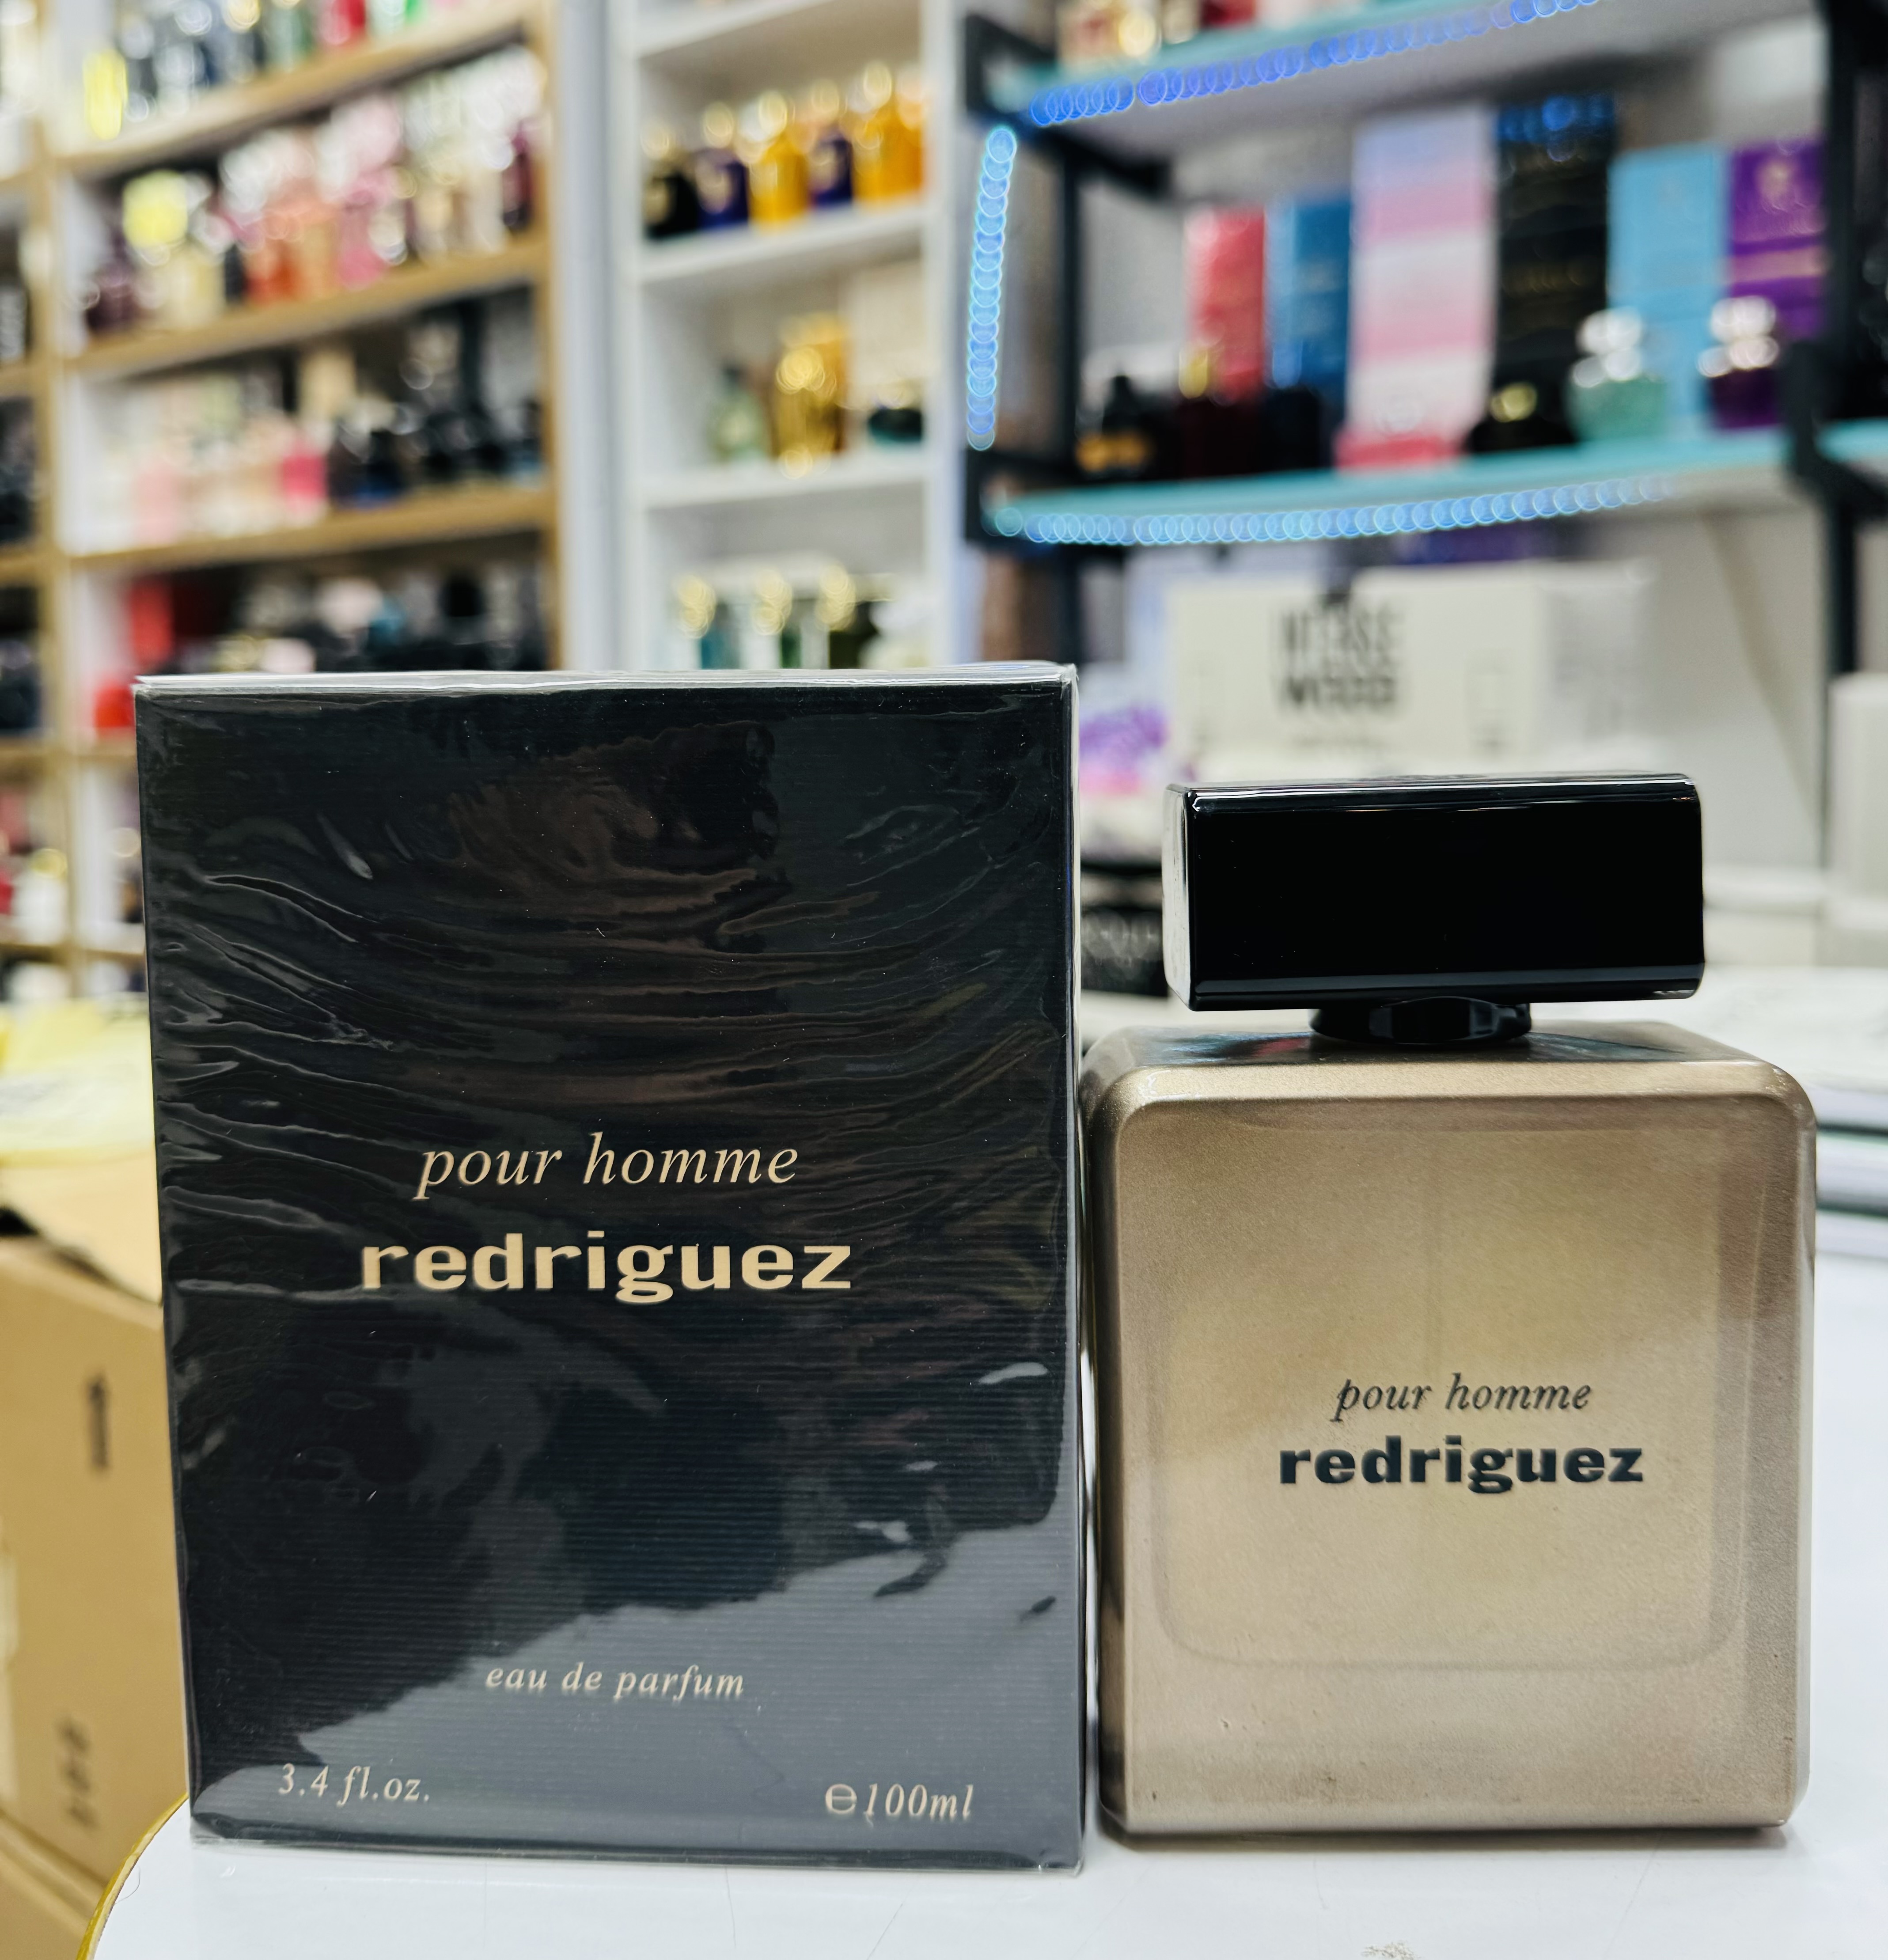 pour homme
redriguez
eau de parfum
3.4 fl.oz.
℮100ml
pour homme
redriguez